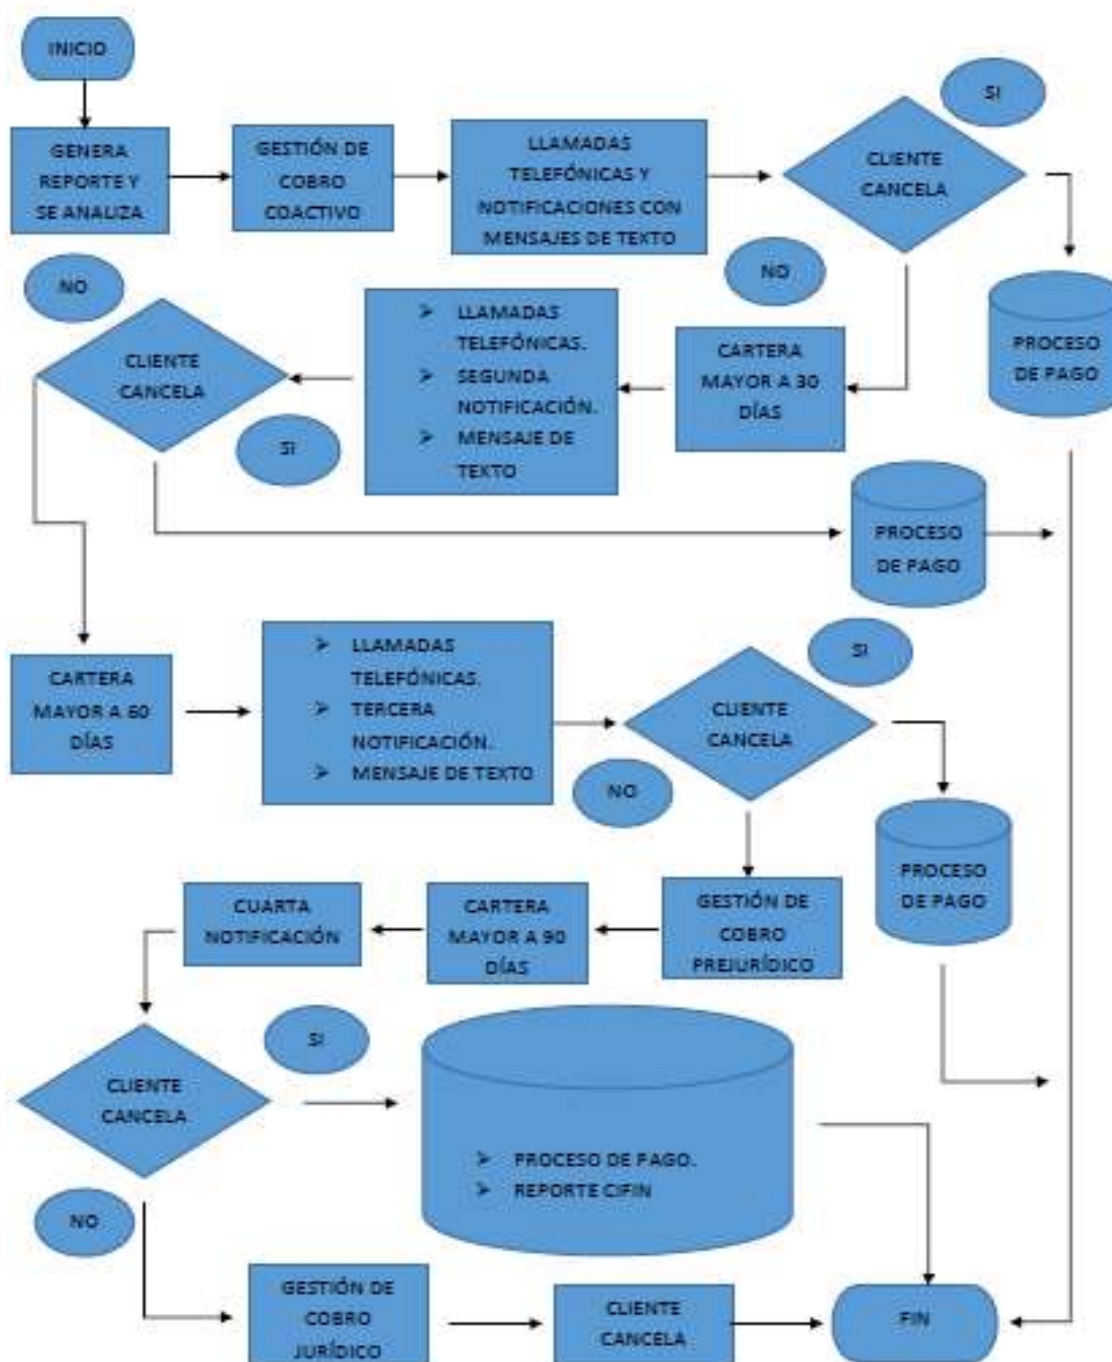 INICIO
SI
GENERA
REPORTE Y
SE ANALIZA
GESTIÓN DE
COBRO
COACTIVO
LLAMADAS
TELEFÓNICAS Y
NOTIFICACIONES CON
MENSAJES DE TEXTO
CLIENTE
CANCELA
NO
NO
PROCESO
DE PAGO
CARTERA
MAYOR A 30
DÍAS
➢ LLAMADAS
TELEFÓNICAS.
➢ SEGUNDA
NOTIFICACIÓN.
➢ MENSAJE DE
TEXTO
CLIENTE
CANCELA
SI
PROCESO
DE PAGO
CARTERA
MAYOR A 60
DÍAS
➢ LLAMADAS
TELEFÓNICAS.
➢ TERCERA
NOTIFICACIÓN.
➢ MENSAJE DE TEXTO
CLIENTE
CANCELA
SI
NO
PROCESO
DE PAGO
GESTIÓN DE
COBRO
PREJURÍDICO
CARTERA
MAYOR A 90
DÍAS
CUARTA
NOTIFICACIÓN
CLIENTE
CANCELA
SI
➢ PROCESO DE PAGO.
➢ REPORTE CIFIN
NO
GESTIÓN DE
COBRO
JURÍDICO
CLIENTE
CANCELA
FIN